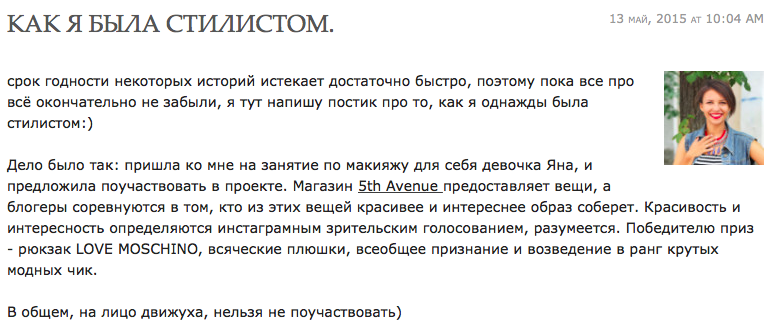 КАК Я БЫЛА СТИЛИСТОМ.
13 май, 2015 at 10:04 AM
срок годности некоторых историй истекает достаточно быстро, поэтому пока все про
всё окончательно не забыли, я тут напишу постик про то, как я однажды была
стилистом:)
Дело было так: пришла ко мне на занятие по макияжу для себя девочка Яна, и
предложила поучаствовать в проекте. Магазин 5th Avenue предоставляет вещи, а
блогеры соревнуются в том, кто из этих вещей красивее и интереснее образ соберет. Красивость и
интересность определяются инстаграмным зрительским голосованием, разумеется. Победителю приз
- рюкзак LOVE MOSCHINO, всяческие плюшки, всеобщее признание и возведение в ранг крутых
модных чик.
В общем, на лицо движуха, нельзя не поучаствовать)